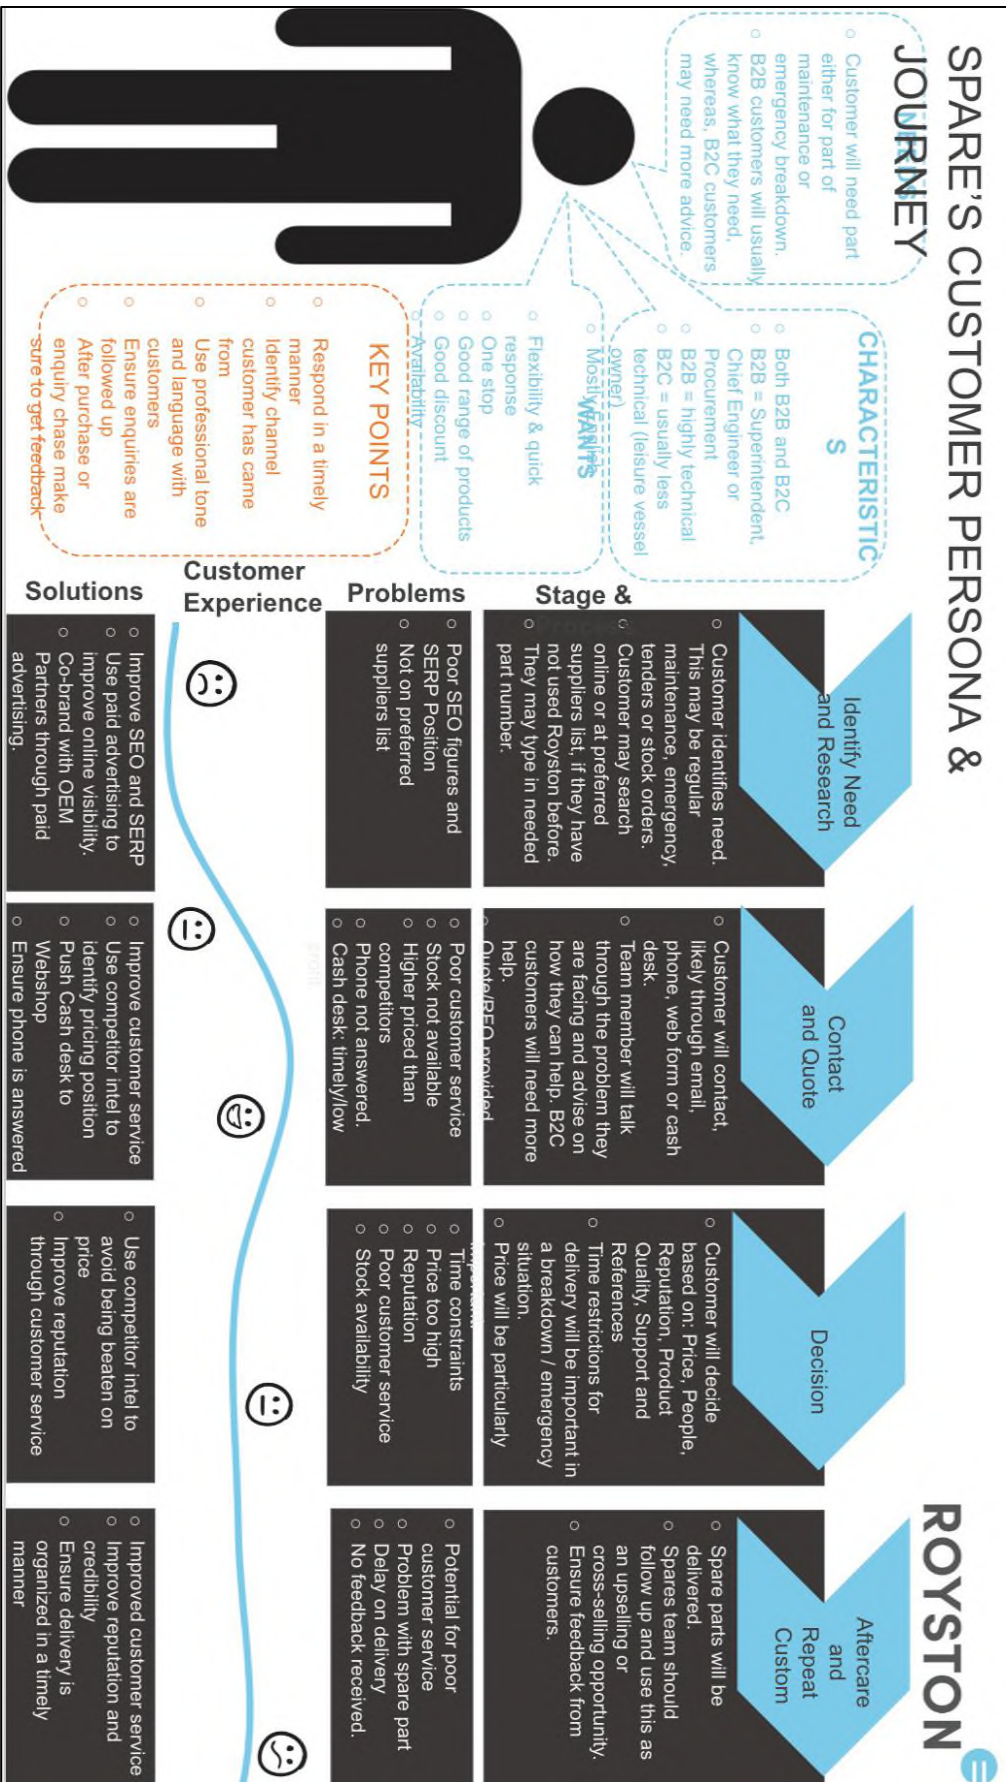 SPARE'S CUSTOMER PERSONA &
JOURNEY
ROYSTON
NEEDS
○ Customer will need part
either for part of
maintenance or
emergency breakdown.
○ B2B customers will usually
know what they need,
whereas, B2C customers
may need more advice.
CHARACTERISTIC
S
○ Both B2B and B2C
○ B2B = Superintendent,
Chief Engineer or
Procurement
○ B2B = highly technical
○ B2C = usually less
technical (leisure vessel
owner)
○ Mostly
WANTS
○ Flexibility & quick
response
○ One stop
○ Good range of products
○ Good discount
○ Availability
KEY POINTS
○ Respond in a timely
manner
○ Identify channel
customer has came
from
○ Use professional tone
and language with
customers
○ Ensure enquiries are
followed up
○ After purchase or
enquiry chase make
sure to get feedback
Identify Need
and Research
Contact
and Quote
Decision
Aftercare
and
Repeat
Custom
Stage &
Process
○ Customer identifies need.
This may be regular
maintenance, emergency,
tenders or stock orders.
○ Customer may search
online or at preferred
suppliers list, if they have
not used Royston before.
○ They may type in needed
part number.
○ Customer will contact,
likely through email,
phone, web form or cash
desk.
○ Team member will talk
through the problem they
are facing and advise on
how they can help. B2C
customers will need more
help.
○ Quote/RFQ provided
○ Customer will decide
based on: Price, People,
Reputation, Product
Quality, Support and
References
○ Time restrictions for
delivery will be important in
a breakdown / emergency
situation.
○ Price will be particularly
important.
○ Spare parts will be
delivered.
○ Spares team should
follow up and use this as
an upselling or
cross-selling opportunity.
○ Ensure feedback from
customers.
Problems
○ Poor SEO figures and
SERP Position
○ Not on preferred
suppliers list
○ Poor customer service
○ Stock not available
○ Higher priced than
competitors
○ Phone not answered.
○ Cash desk: timely/low
profit
○ Time constraints
○ Price too high
○ Reputation
○ Poor customer service
○ Stock availability
○ Potential for poor
customer service
○ Problem with spare part
○ Delay on delivery
○ No feedback received.
Customer
Experience
Solutions
○ Improve SEO and SERP
○ Use paid advertising to
improve online visibility.
○ Co-brand with OEM
Partners through paid
advertising.
○ Improve customer service
○ Use competitor intel to
identify pricing position
○ Push Cash desk to
Webshop
○ Ensure phone is answered
○ Use competitor intel to
avoid being beaten on
price
○ Improve reputation
through customer service
○ Improved customer service
○ Improve reputation and
credibility
○ Ensure delivery is
organized in a timely
manner